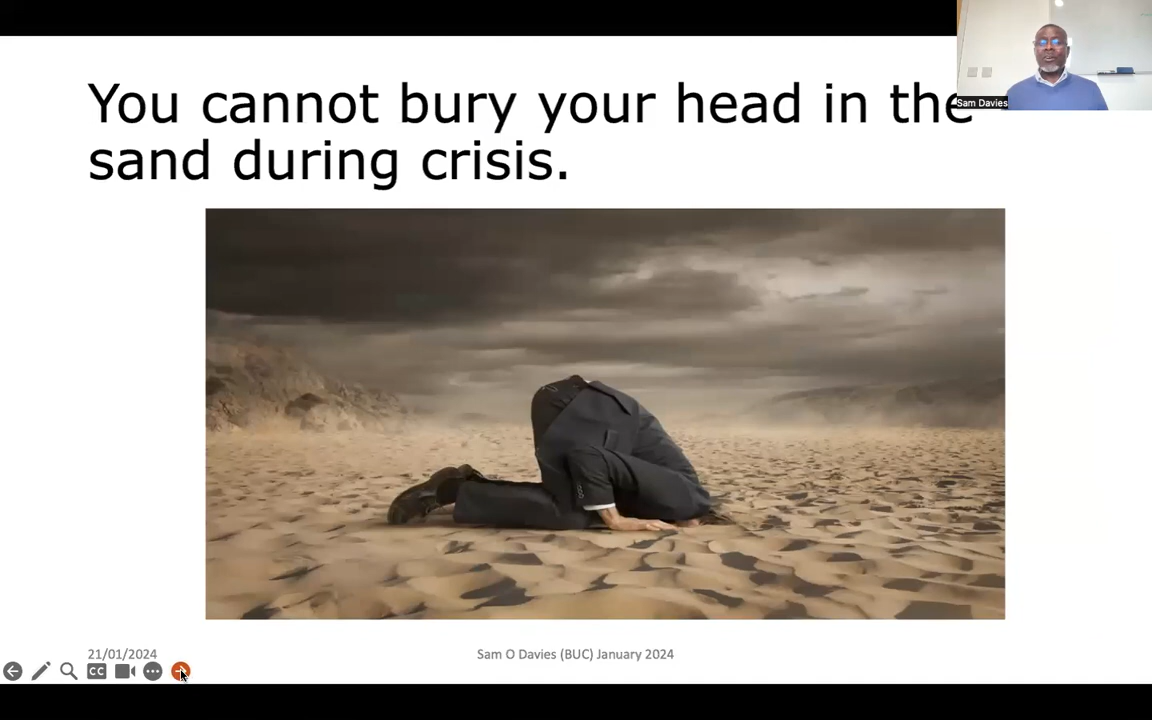 You cannot bury your head in the
sand during crisis.
Sam Davies
21/01/2024
Sam O Davies (BUC) January 2024
CC